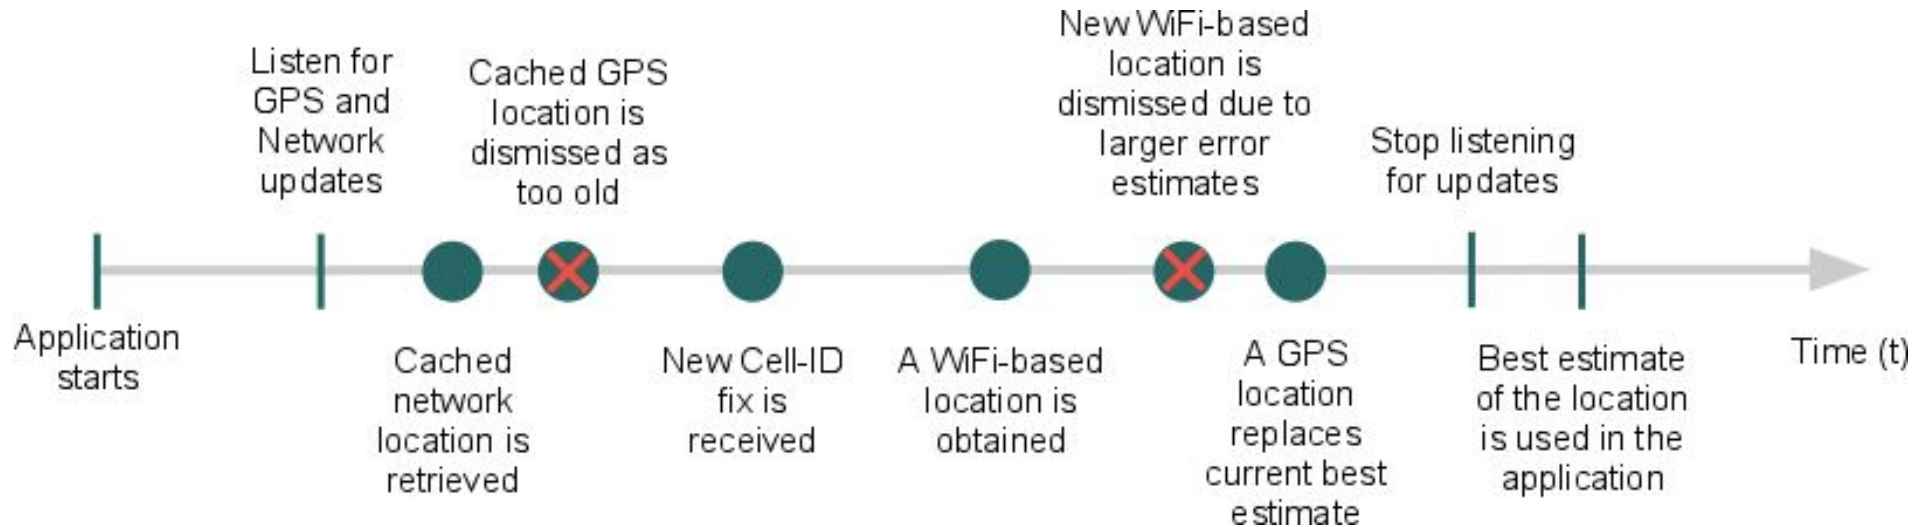 Application
starts
Listen for
GPS and
Network
updates
Cached
network
location is
retrieved
Cached GPS
location is
dismissed as
too old
New Cell-ID
fix is
received
A WiFi-based
location is
obtained
New WiFi-based
location is
dismissed due to
larger error
estimates
A GPS
location
replaces
current best
estimate
Stop listening
for updates
Best estimate
of the location
is used in the
application
Time (t)